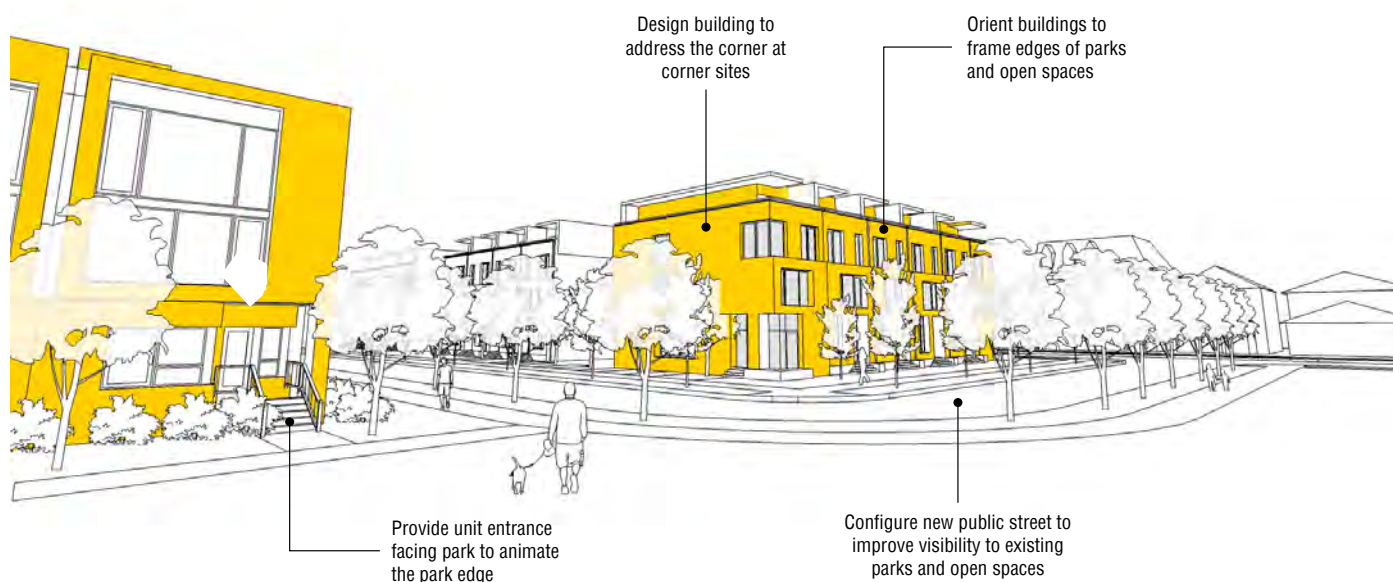 Design building to
address the corner at
corner sites
Orient buildings to
frame edges of parks
and open spaces
Provide unit entrance
facing park to animate
the park edge
Configure new public street to
improve visibility to existing
parks and open spaces